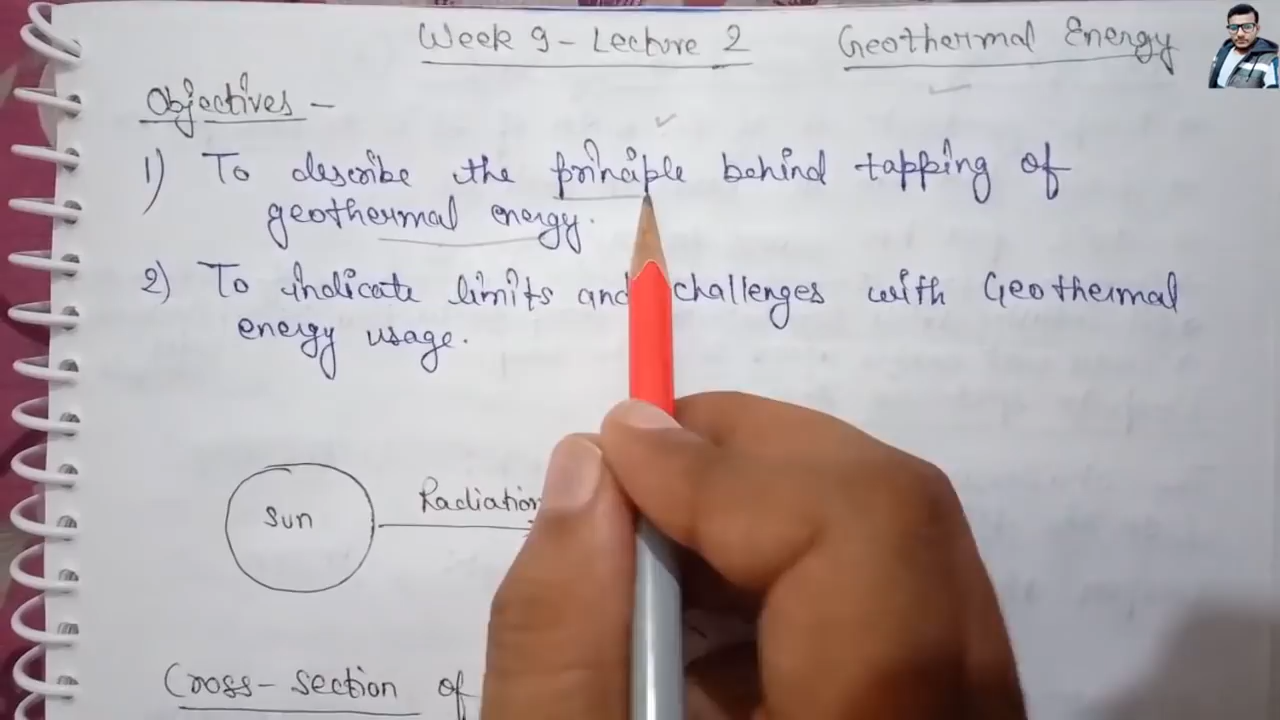 Week 9 - Lecture 2 Geothermal Energy
Objectives -
1) To describe the principle behind tapping of
geothermal energy.
2) To indicate limits and challenges with Geothermal
energy usage.
Sun Radiation
Cross-section of